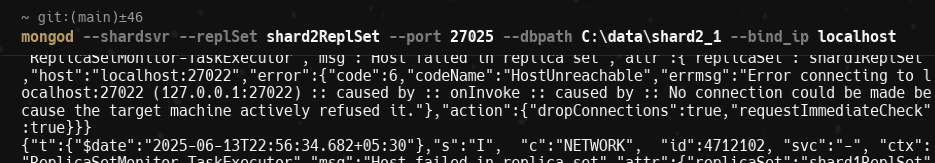 ~ git:(main)±46
mongod --shardsvr --replSet shard2ReplSet --port 27025 --dbpath C:\data\shard2_1 --bind_ip localhost
"ReplicaSetMonitor-TaskExecutor","msg":"Host failed in replica set","attr":{"replicaSet":"shard1ReplSet"
,"host":"localhost:27022","error":{"code":6,"codeName":"HostUnreachable","errmsg":"Error connecting to l
ocalhost:27022 (127.0.0.1:27022) :: caused by :: onInvoke :: caused by :: No connection could be made be
cause the target machine actively refused it."},"action":{"dropConnections":true,"requestImmediateCheck"
:true}}}
{"t":{"$date":"2025-06-13T22:56:34.682+05:30"},"s":"I",  "c":"NETWORK",  "id":4712102, "svc":"-", "ctx":
"ReplicaSetMonitor-TaskExecutor","msg":"Host failed in replica set","attr":{"replicaSet":"shard1ReplSet"